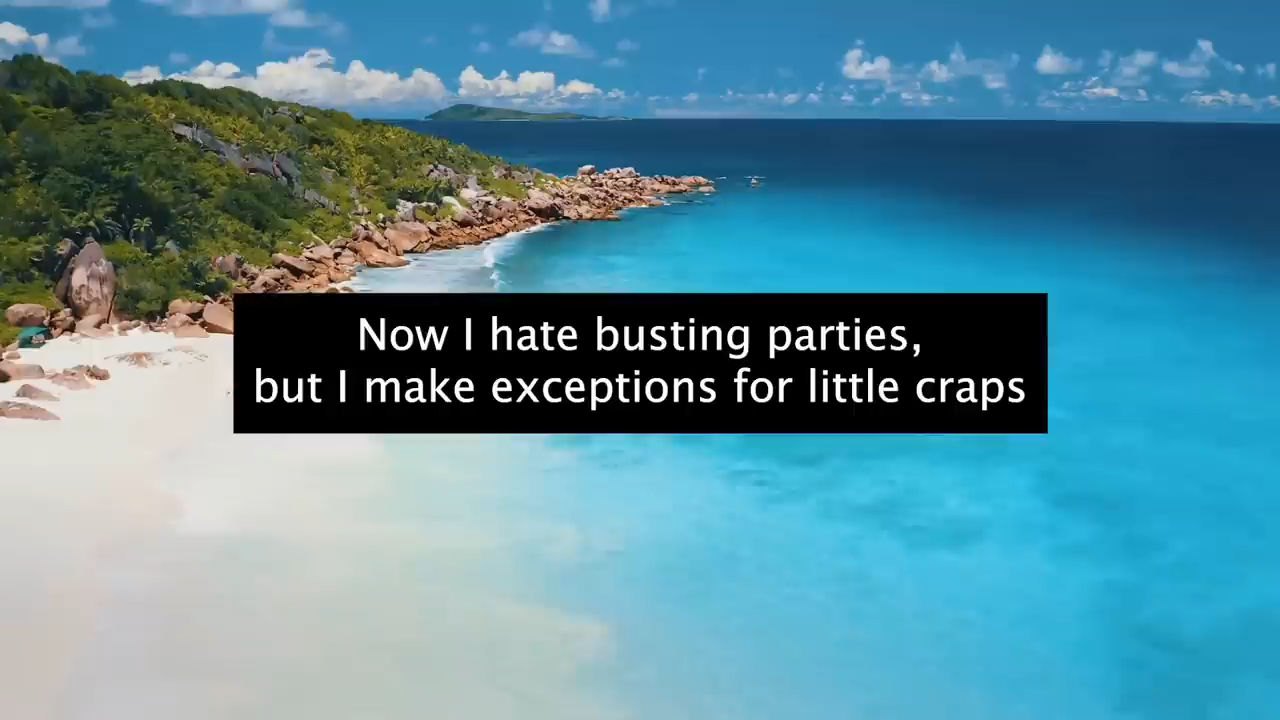 Now I hate busting parties,
but I make exceptions for little craps